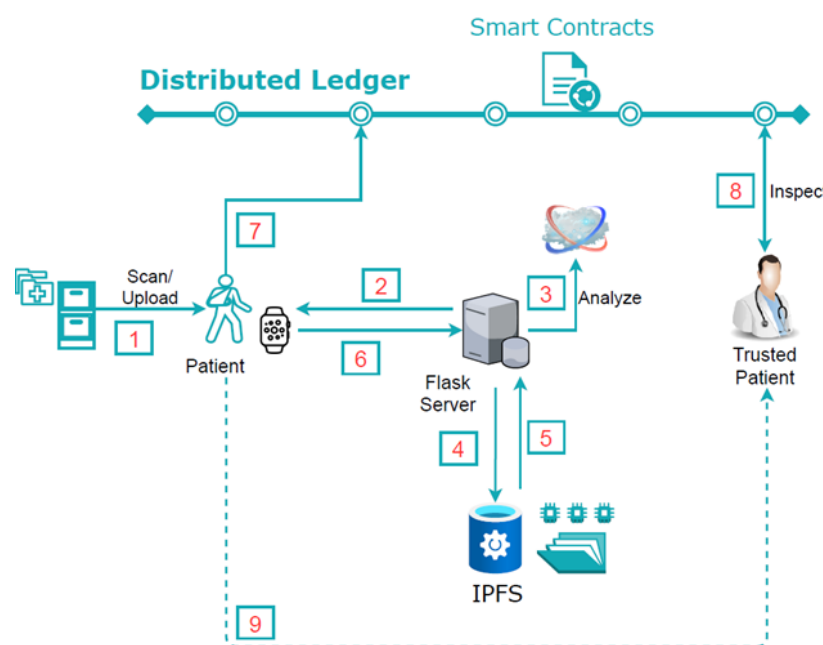 Smart Contracts
Distributed Ledger
8
Inspect
7
Scan/
Upload
1
Patient
2
6
3
Analyze
Flask
Server
4
5
Trusted
Patient
IPFS
9